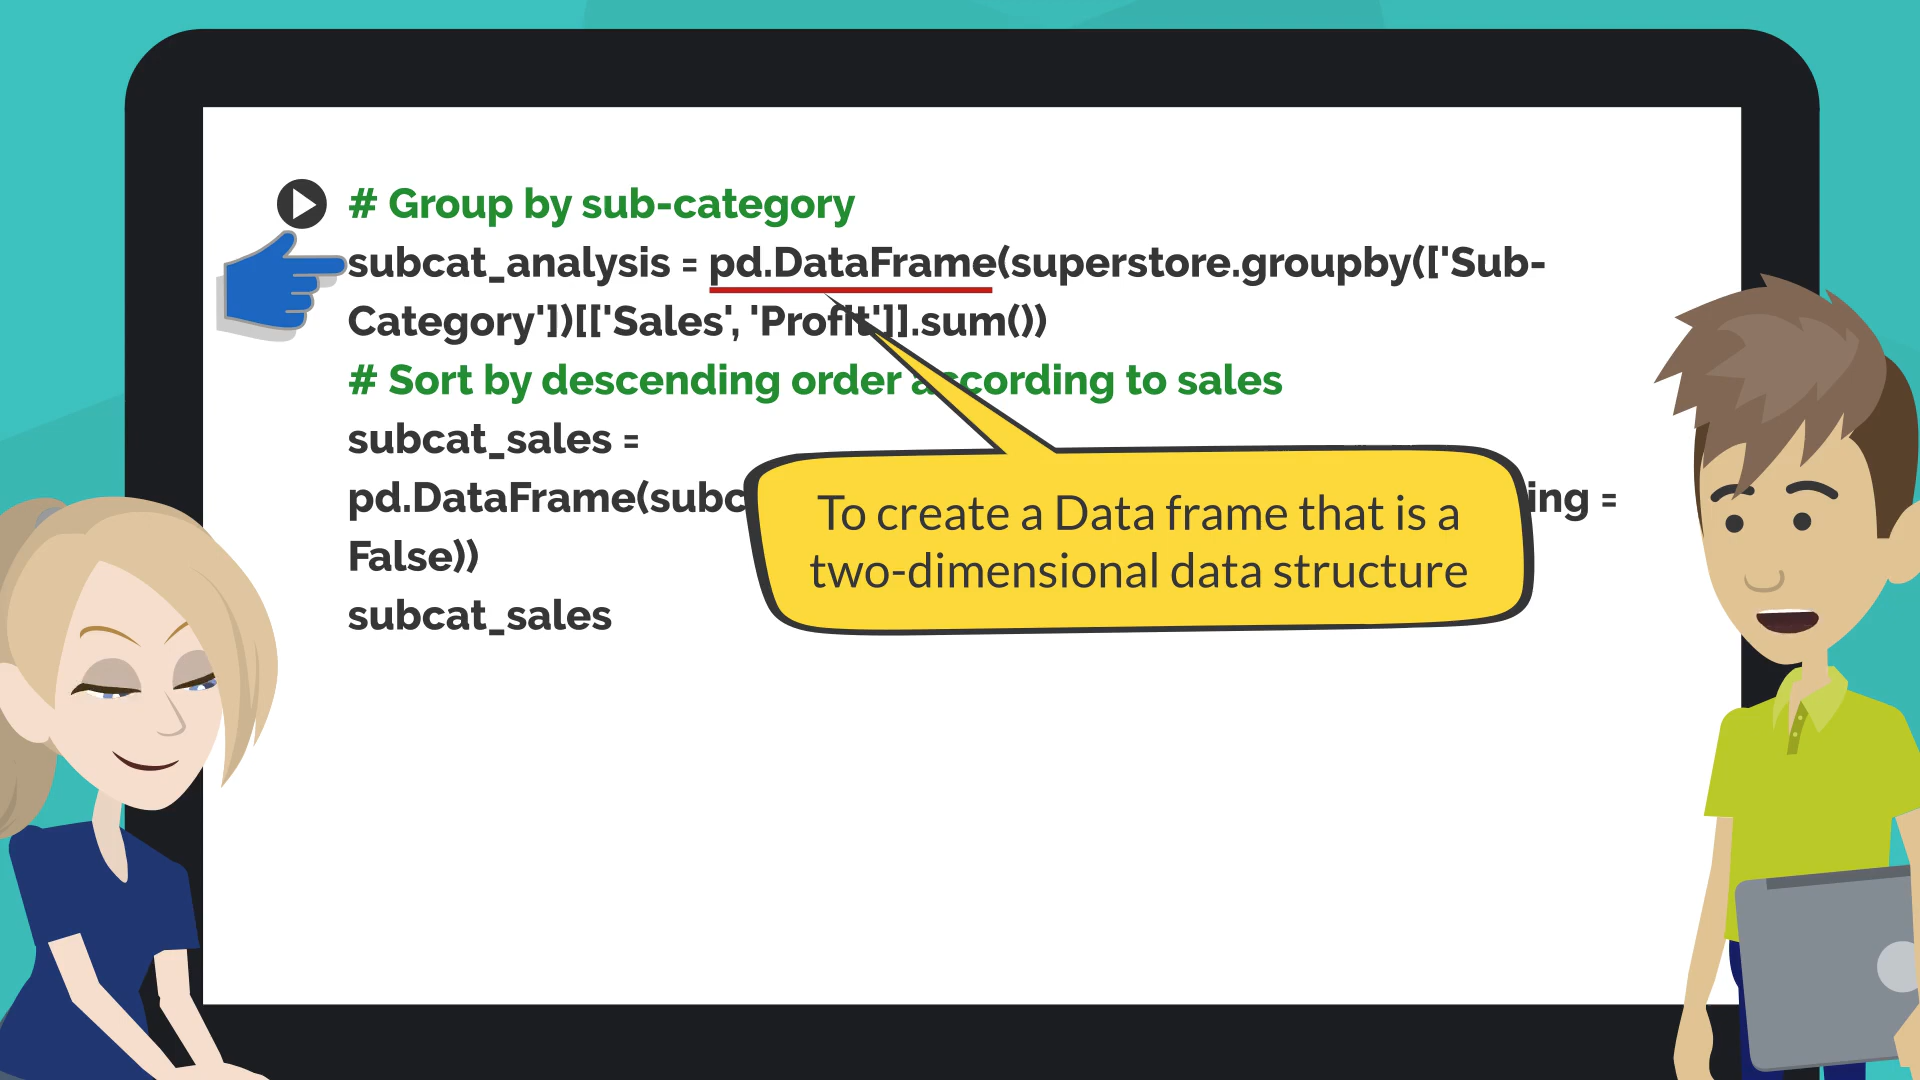 # Group by sub-category
subcat_analysis = pd.DataFrame(superstore.groupby(['Sub-
Category'])[['Sales', 'Profit']].sum())
# Sort by descending order according to sales
subcat_sales =
pd.DataFrame(subc ing =
False))
subcat_sales
To create a Data frame that is a
two-dimensional data structure